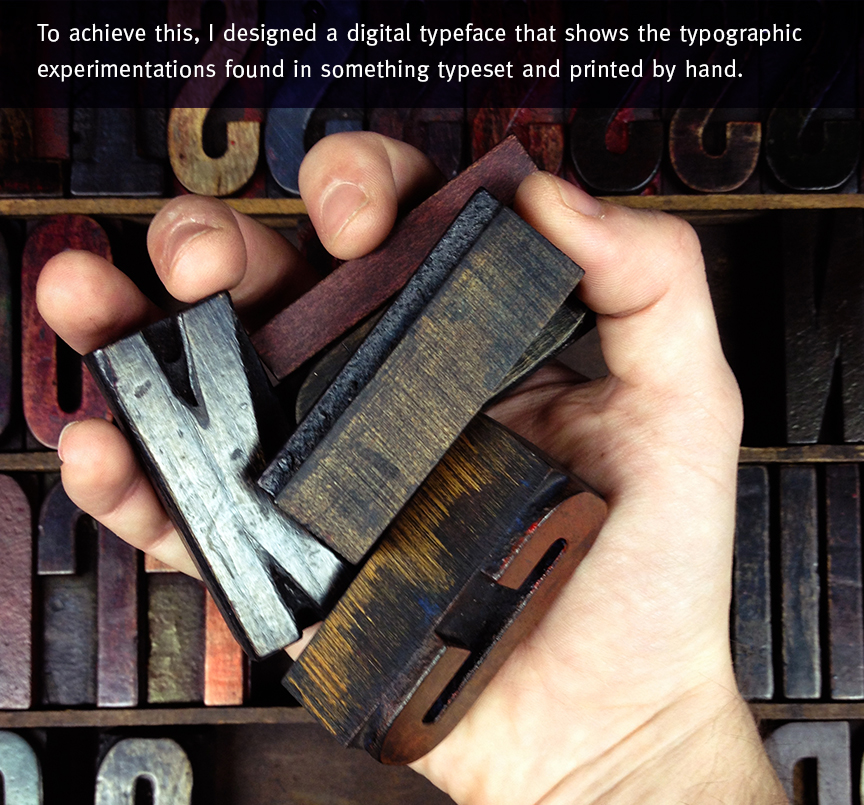 To achieve this, I designed a digital typeface that shows the typographic
experimentations found in something typeset and printed by hand.
K